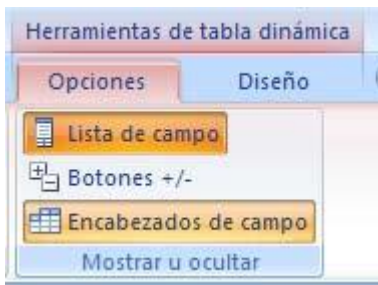 Herramientas de tabla dinámica
Opciones Diseño
Lista de campo
Botones +/-
Encabezados de campo
Mostrar u ocultar